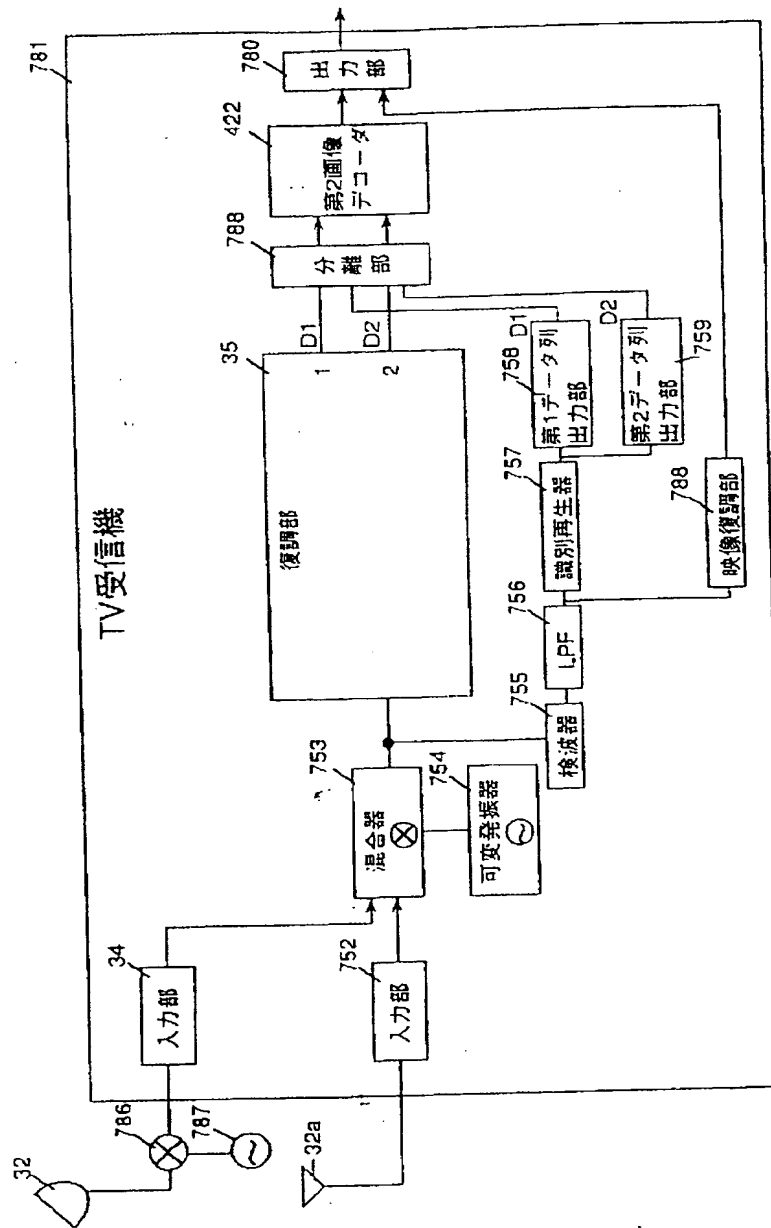 TV受信機
781
32
786
787
34
入力部
32a
752
入力部
753
混合器
754
可変発振器
35
復調部
1
2
D1
D2
788
分離部
422
第2画像
デコーダ
780
出力部
755
検波器
756
LPF
757
識別再生器
758
第1データ列
出力部
D1
759
第2データ列
出力部
D2
788
映像復調部